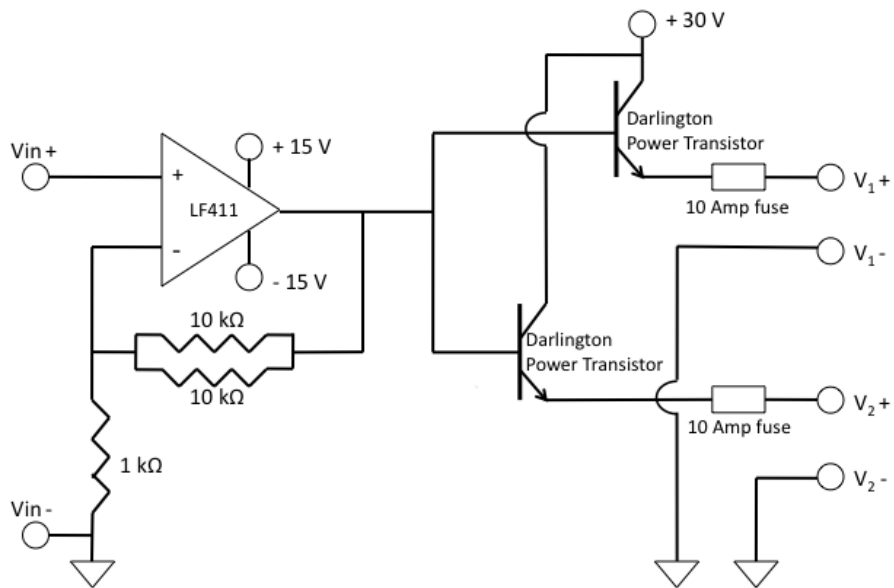 + 30 V
Darlington
Power Transistor
Vin +
+ 15 V
+
LF411
-
- 15 V
V₁ +
10 Amp fuse
V₁ -
10 kΩ
10 kΩ
Darlington
Power Transistor
V₂ +
10 Amp fuse
1 kΩ
V₂ -
Vin -